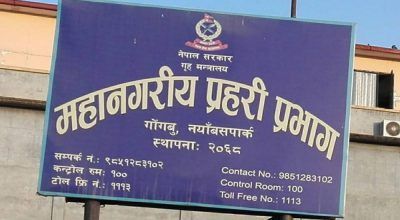 नेपाल सरकार
गृह मन्त्रालय
महानगरीय प्रहरी प्रभाग
गोंगबु, नयाँबसपार्क
स्थापना: २०६८
सम्पर्क नं.: ९८५१२८३१०२
कन्ट्रोल रुम: १००
टोल फ्रि नं.: १११३
Contact No.: 9851283102
Control Room: 100
Toll Free No.: 1113